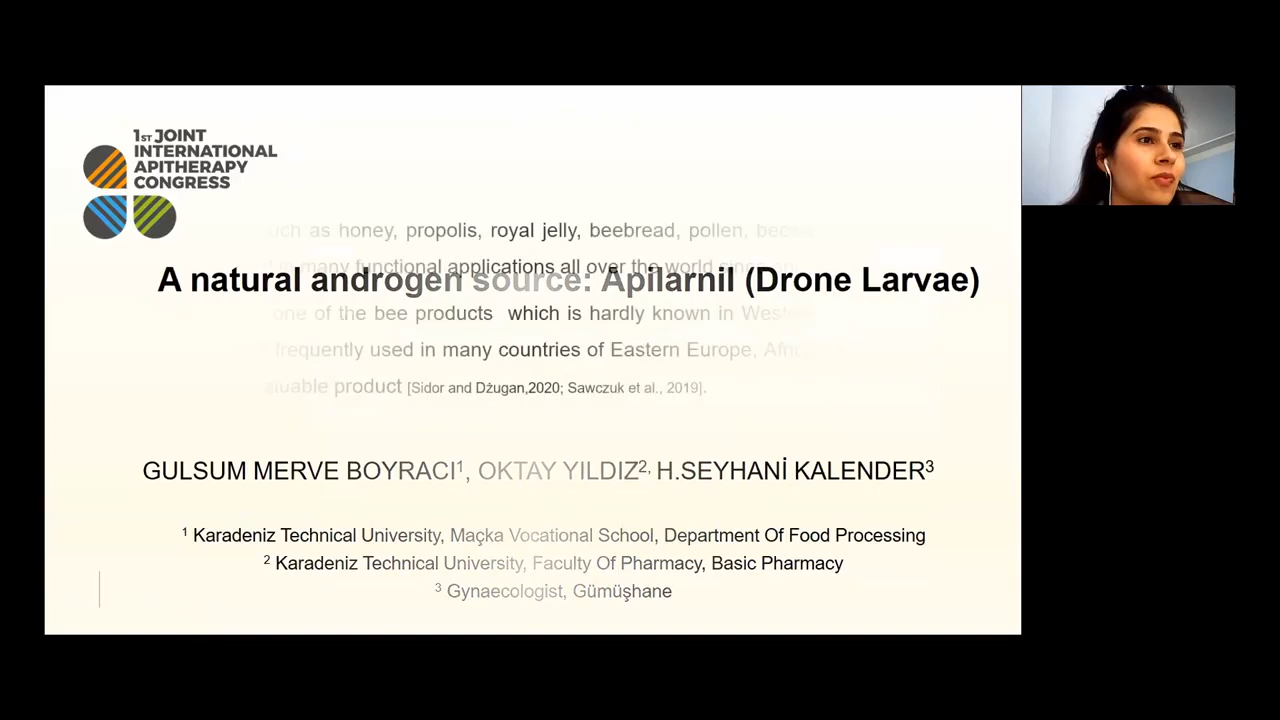 1ST JOINT
INTERNATIONAL
APITHERAPY
CONGRESS
as honey, propolis, royal jelly, beebread, pollen,
many functional applications all over the world since
A natural androgen source: Apilarnil (Drone Larvae)
one of the bee products which is hardly known in
frequently used in many countries of Eastern Europe,
product [Sidor and Dżugan,2020; Sawczuk et al., 2019].
GULSUM MERVE BOYRACI¹, OKTAY YILDIZ², H.SEYHANİ KALENDER³
¹ Karadeniz Technical University, Maçka Vocational School, Department Of Food Processing
² Karadeniz Technical University, Faculty Of Pharmacy, Basic Pharmacy
³ Gynaecologist, Gümüşhane